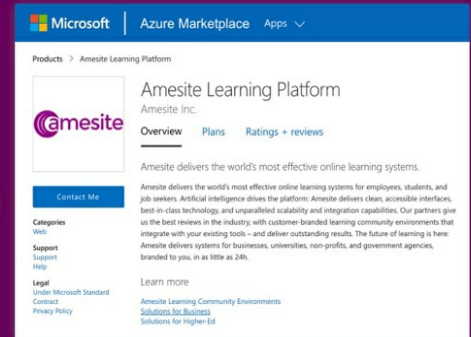 Microsoft Azure Marketplace Apps
Products > Amesite Learning Platform
amesite
Amesite Learning Platform
Amesite Inc.
Overview Plans Ratings + reviews
Amesite delivers the world's most effective online learning systems.
Amesite delivers the world's most effective online learning systems for employees, students, and
job seekers. Artificial intelligence drives the platform: Amesite delivers clean, accessible interfaces,
best-in-class technology, and unparalleled scalability and integration capabilities. Our partners give
us the best reviews in the industry, with customer-branded learning community environments that
integrate with your existing tools – and deliver outstanding results. The future of learning is here:
Amesite delivers systems for businesses, universities, non-profits, and government agencies,
branded to you, in as little as 24h.
Learn more
Amesite Learning Community Environments
Solutions for Business
Solutions for Higher-Ed
Contact Me
Categories
Web
Support
Support
Help
Legal
Under Microsoft Standard
Contract
Privacy Policy